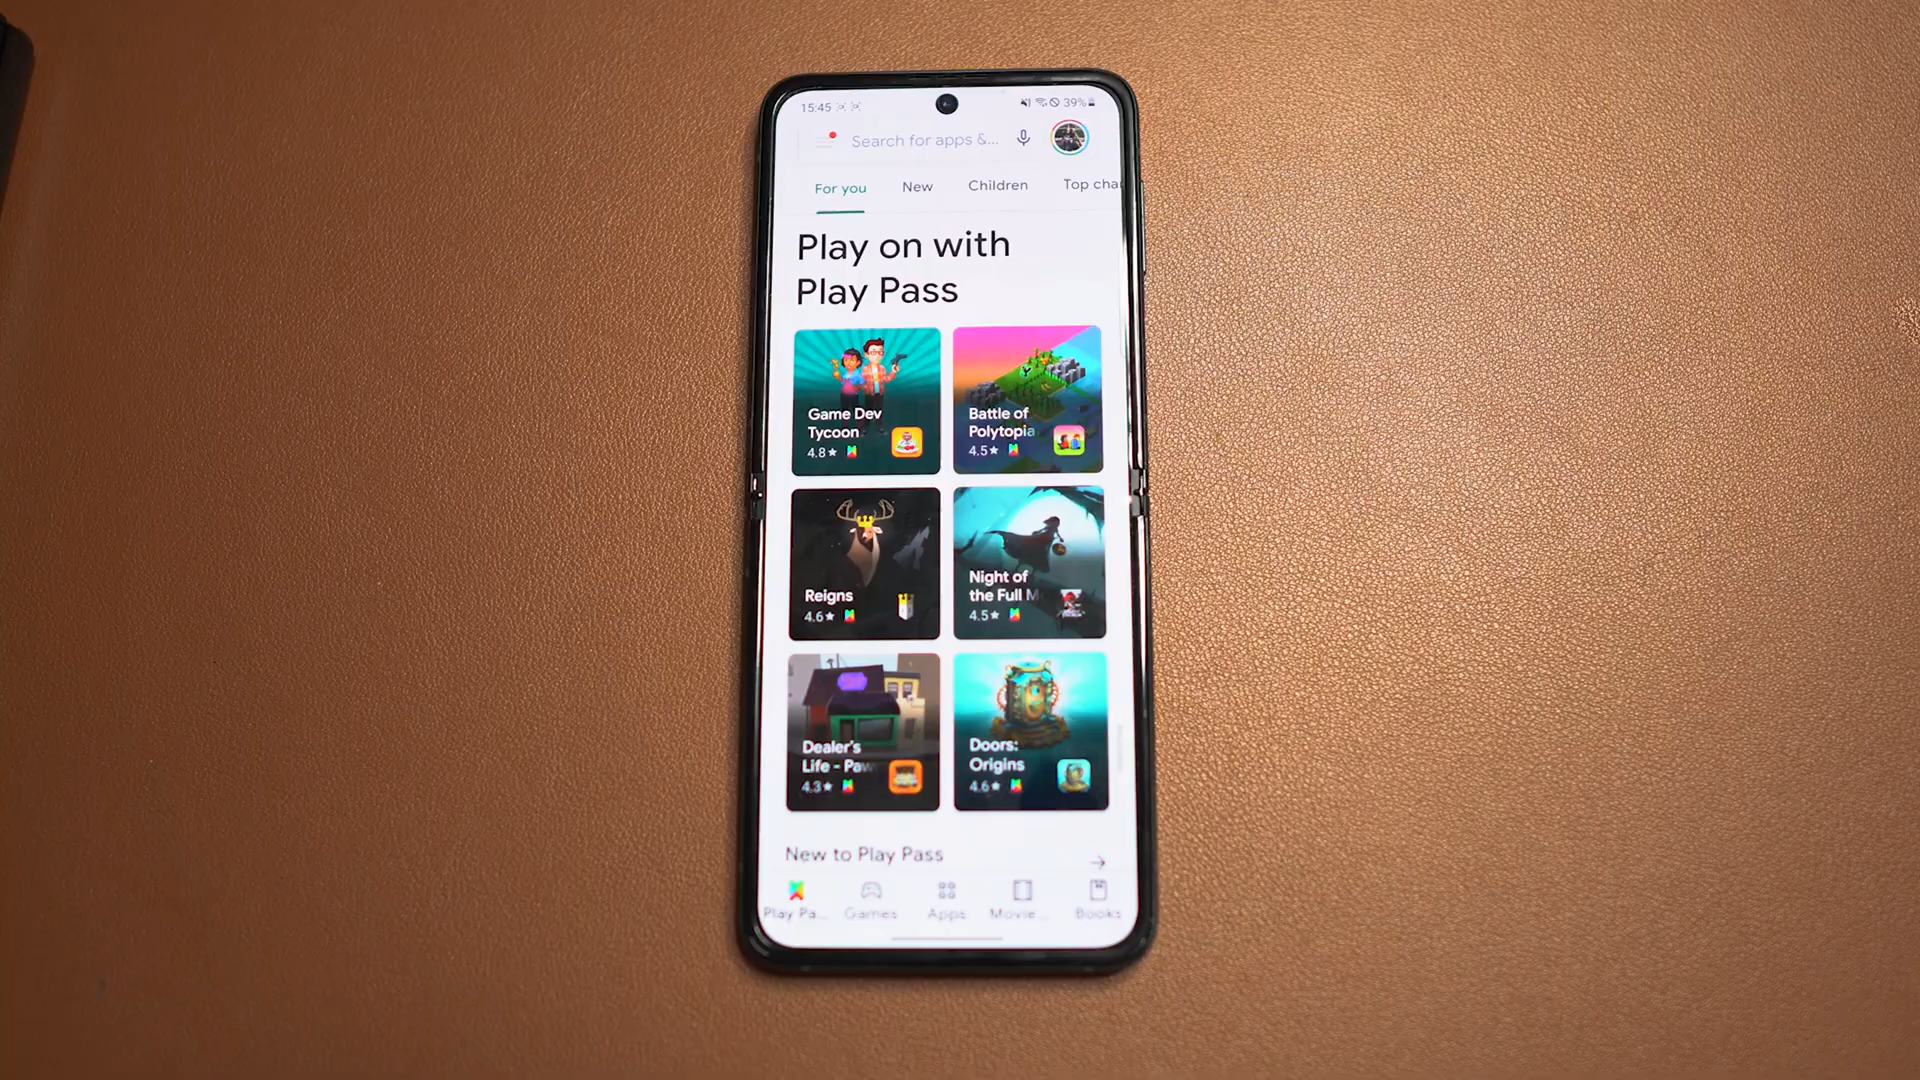 15:45 39%
Search for apps &...
For you New Children Top cha
Play on with
Play Pass
Game Dev
Tycoon
4.8★
Battle of
Polytopia
4.5★
Reigns
4.6★
Night of
the Full M
4.5★
Dealer's
Life - Paw
4.3★
Doors:
Origins
4.6★
New to Play Pass →
Play Pa... Games Apps Movie... Books